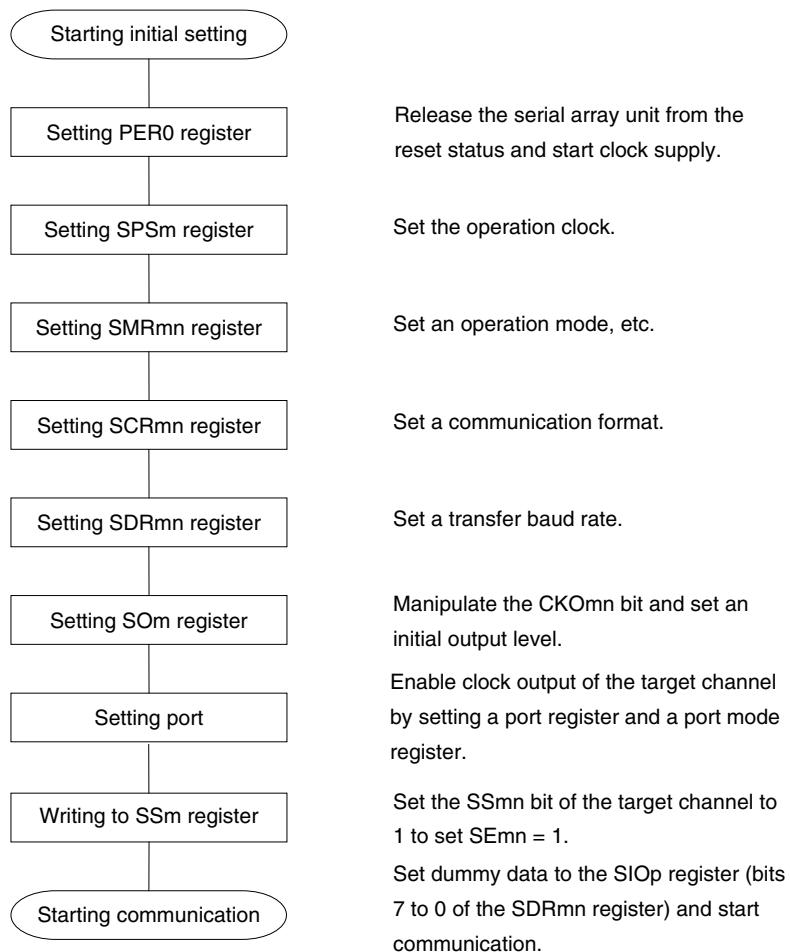 Starting initial setting
Setting PER0 register
Release the serial array unit from the
reset status and start clock supply.
Setting SPSm register
Set the operation clock.
Setting SMRmn register
Set an operation mode, etc.
Setting SCRmn register
Set a communication format.
Setting SDRmn register
Set a transfer baud rate.
Setting SOm register
Manipulate the CKOmn bit and set an
initial output level.
Setting port
Enable clock output of the target channel
by setting a port register and a port mode
register.
Writing to SSm register
Set the SSmn bit of the target channel to
1 to set SEmn = 1.
Starting communication
Set dummy data to the SIOp register (bits
7 to 0 of the SDRmn register) and start
communication.